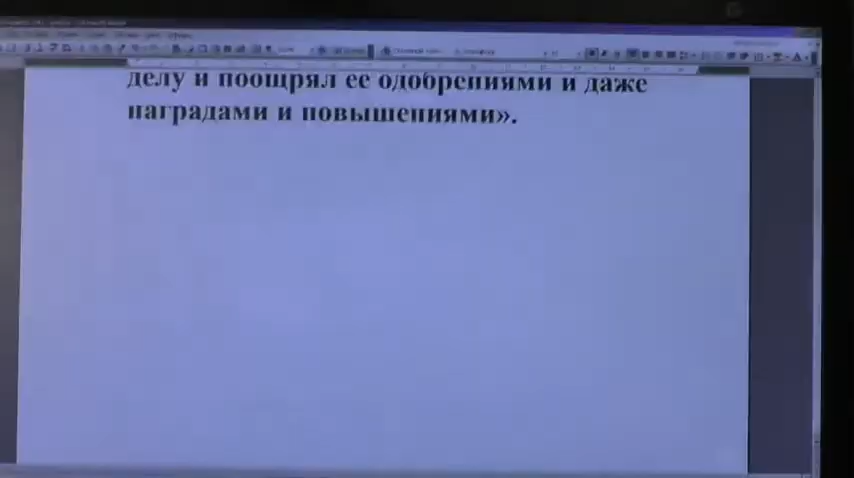 делу и поощрял ее одобрениями и даже
наградами и повышениями».